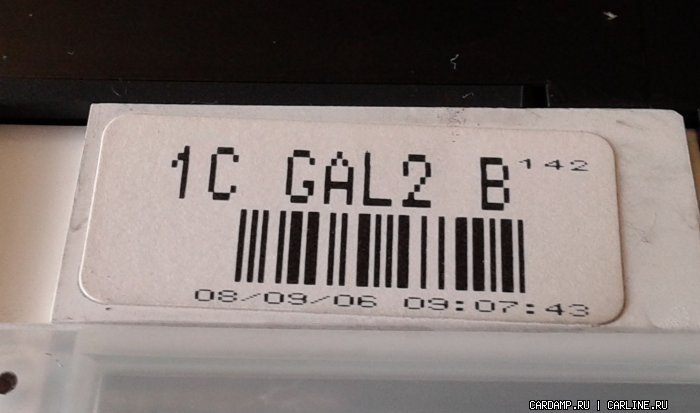 1C GAL2 B 142
08/09/06 09:07:43
CARDAMP.RU | CARLINE.RU